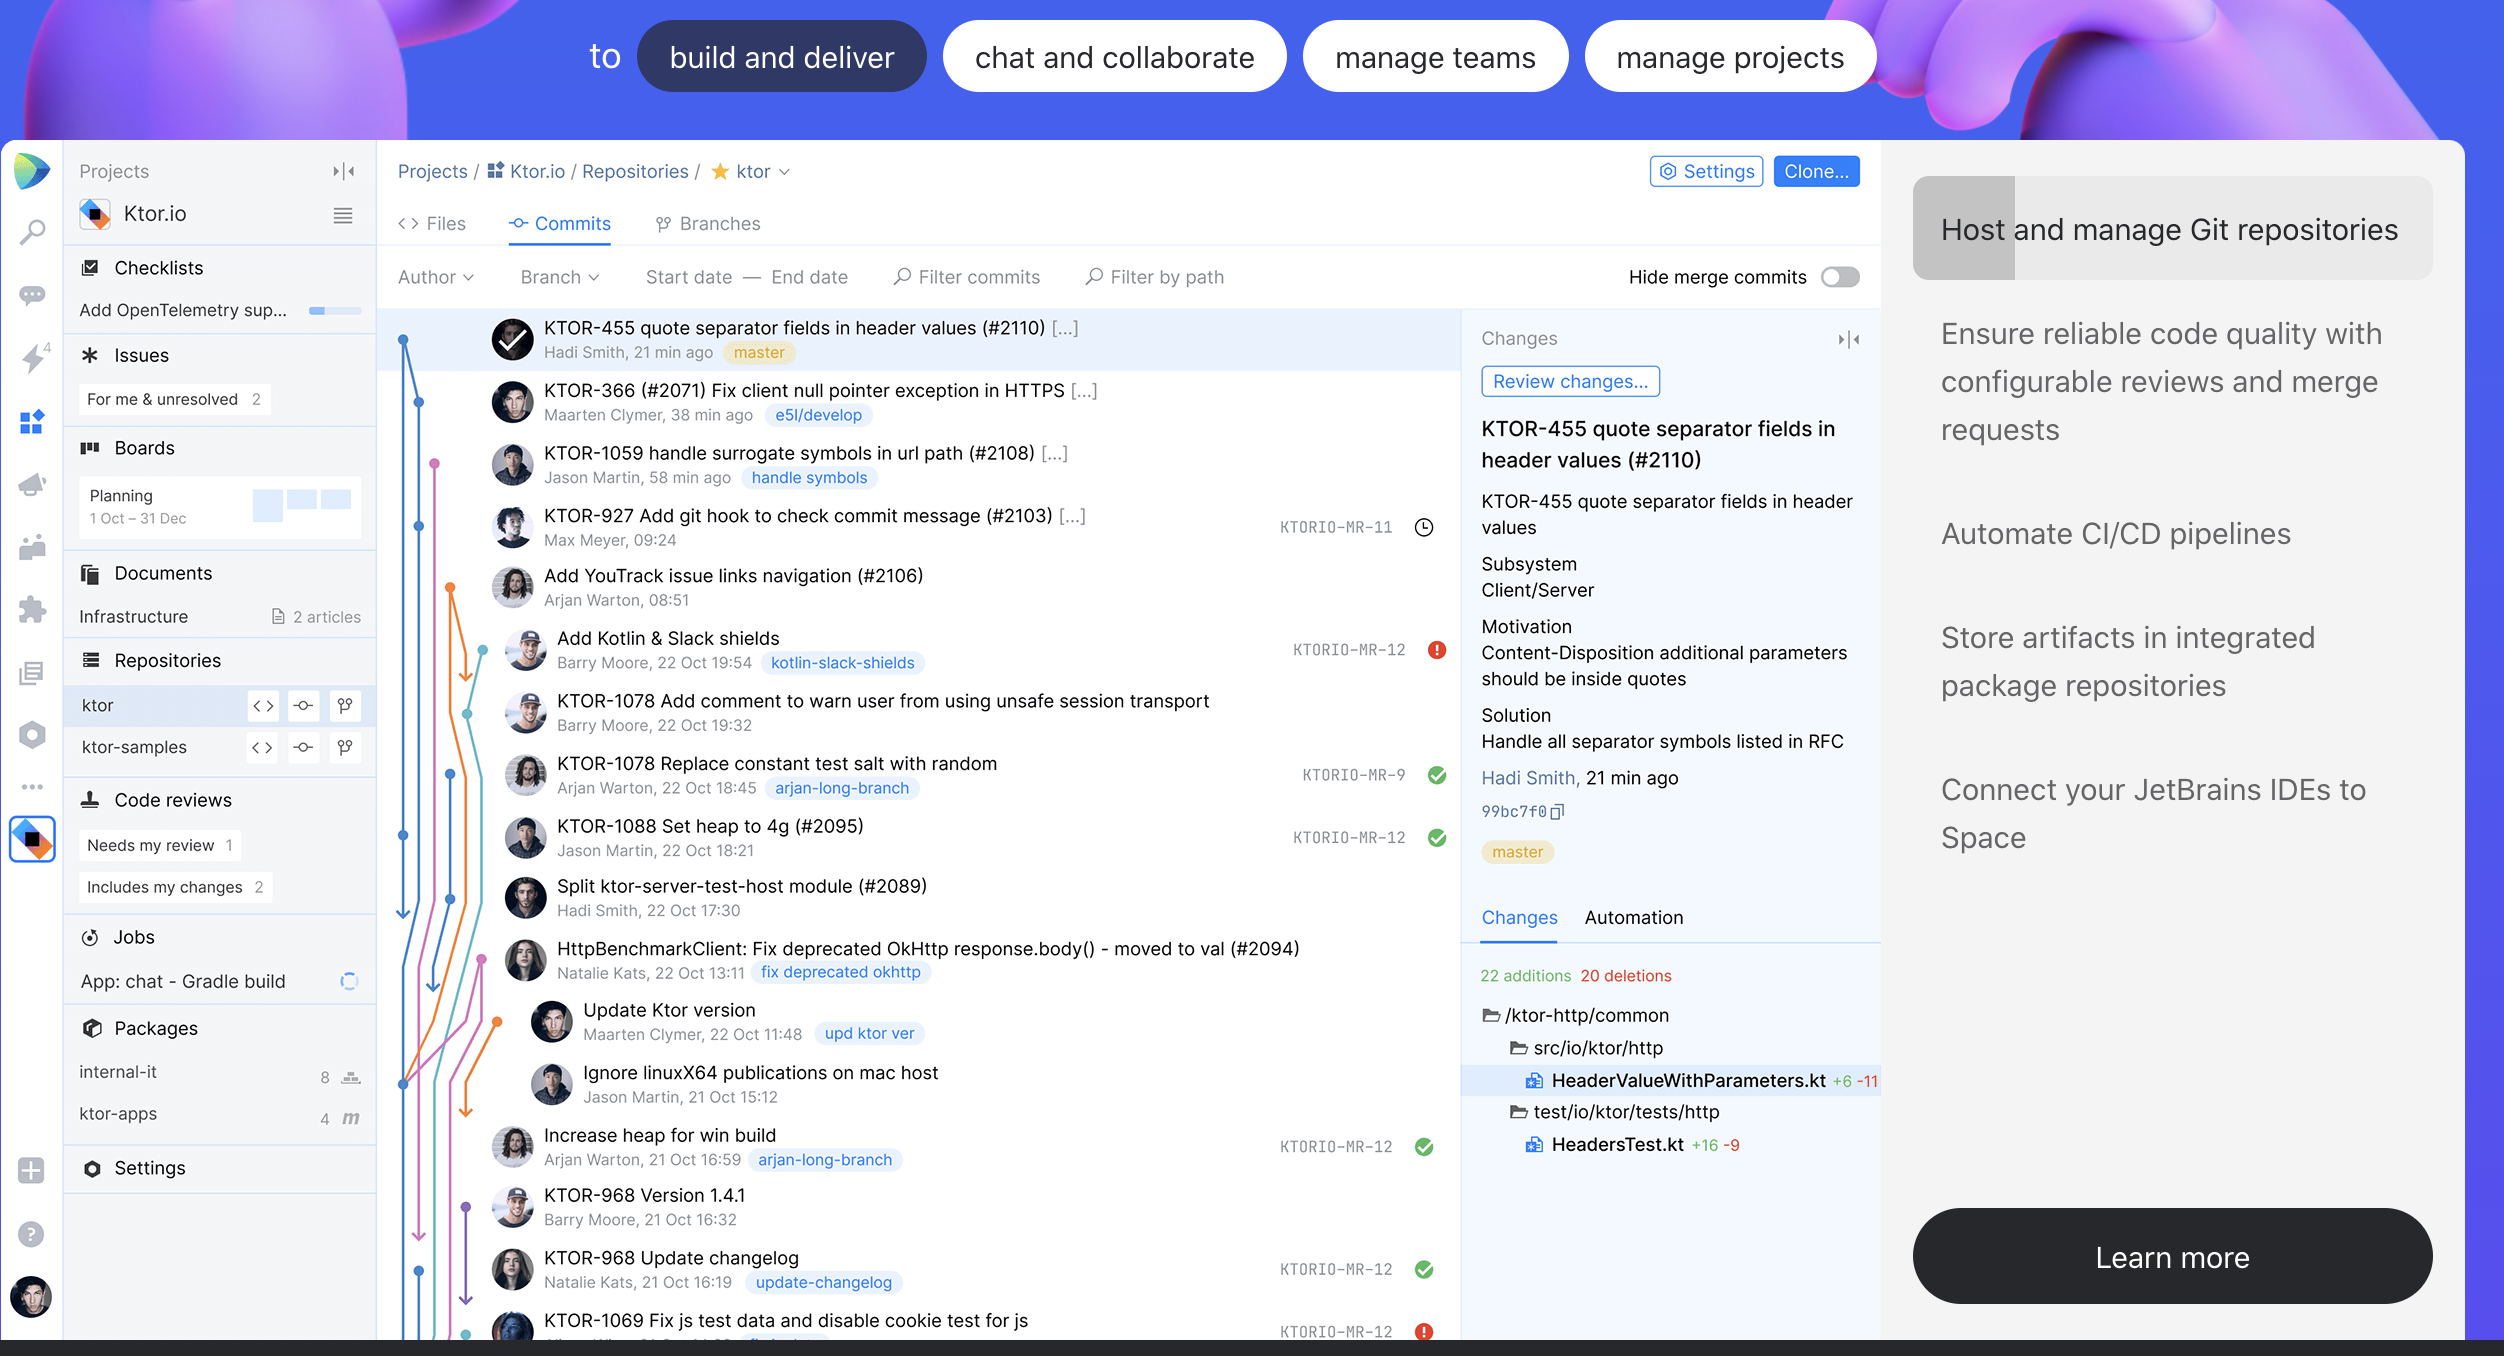 to build and deliver chat and collaborate manage teams manage projects
Projects
Ktor.io
Checklists
Add OpenTelemetry sup...
Issues
For me & unresolved 2
Boards
Planning
1 Oct – 31 Dec
Documents
Infrastructure 2 articles
Repositories
ktor
ktor-samples
Code reviews
Needs my review 1
Includes my changes 2
Jobs
App: chat - Gradle build
Packages
internal-it 8
ktor-apps 4 m
Settings
4
?
Projects / Ktor.io / Repositories / ktor
Settings Clone...
Files Commits Branches
Author Branch Start date — End date Filter commits Filter by path Hide merge commits
KTOR-455 quote separator fields in header values (#2110) [...]
Hadi Smith, 21 min ago master
KTOR-366 (#2071) Fix client null pointer exception in HTTPS [...]
Maarten Clymer, 38 min ago e5l/develop
KTOR-1059 handle surrogate symbols in url path (#2108) [...]
Jason Martin, 58 min ago handle symbols
KTOR-927 Add git hook to check commit message (#2103) [...]
Max Meyer, 09:24
KTORIO-MR-11
Add YouTrack issue links navigation (#2106)
Arjan Warton, 08:51
Add Kotlin & Slack shields
Barry Moore, 22 Oct 19:54 kotlin-slack-shields
KTORIO-MR-12
KTOR-1078 Add comment to warn user from using unsafe session transport
Barry Moore, 22 Oct 19:32
KTOR-1078 Replace constant test salt with random
Arjan Warton, 22 Oct 18:45 arjan-long-branch
KTORIO-MR-9
KTOR-1088 Set heap to 4g (#2095)
Jason Martin, 22 Oct 18:21
KTORIO-MR-12
Split ktor-server-test-host module (#2089)
Hadi Smith, 22 Oct 17:30
HttpBenchmarkClient: Fix deprecated OkHttp response.body() - moved to val (#2094)
Natalie Kats, 22 Oct 13:11 fix deprecated okhttp
Update Ktor version
Maarten Clymer, 22 Oct 11:48 upd ktor ver
Ignore linuxX64 publications on mac host
Jason Martin, 21 Oct 15:12
Increase heap for win build
Arjan Warton, 21 Oct 16:59 arjan-long-branch
KTORIO-MR-12
KTOR-968 Version 1.4.1
Barry Moore, 21 Oct 16:32
KTOR-968 Update changelog
Natalie Kats, 21 Oct 16:19 update-changelog
KTORIO-MR-12
KTOR-1069 Fix js test data and disable cookie test for js
KTORIO-MR-12
Changes
Review changes...
KTOR-455 quote separator fields in
header values (#2110)
KTOR-455 quote separator fields in header
values
Subsystem
Client/Server
Motivation
Content-Disposition additional parameters
should be inside quotes
Solution
Handle all separator symbols listed in RFC
Hadi Smith, 21 min ago
99bc7f0
master
Changes Automation
22 additions 20 deletions
/ktor-http/common
src/io/ktor/http
HeaderValueWithParameters.kt +6 -11
test/io/ktor/tests/http
HeadersTest.kt +16 -9
Host and manage Git repositories
Ensure reliable code quality with
configurable reviews and merge
requests
Automate CI/CD pipelines
Store artifacts in integrated
package repositories
Connect your JetBrains IDEs to
Space
Learn more